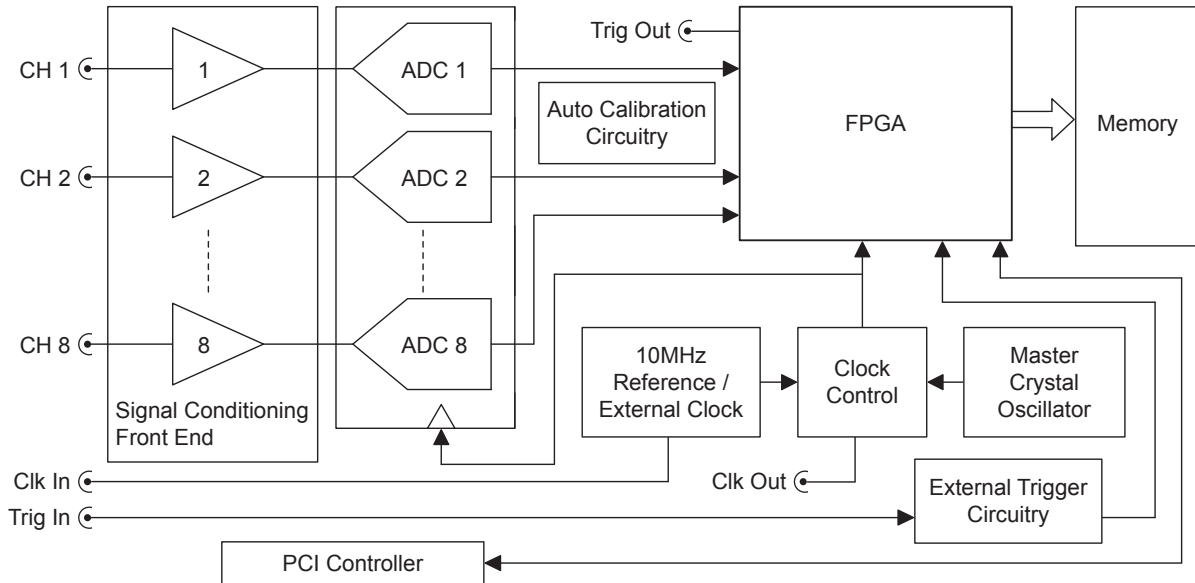 Trig Out
CH 1
1
ADC 1
Auto Calibration
Circuitry
FPGA
Memory
CH 2
2
ADC 2
CH 8
8
ADC 8
10MHz
Reference /
External Clock
Clock
Control
Master
Crystal
Oscillator
Signal Conditioning
Front End
Clk In
Clk Out
External Trigger
Circuitry
Trig In
PCI Controller